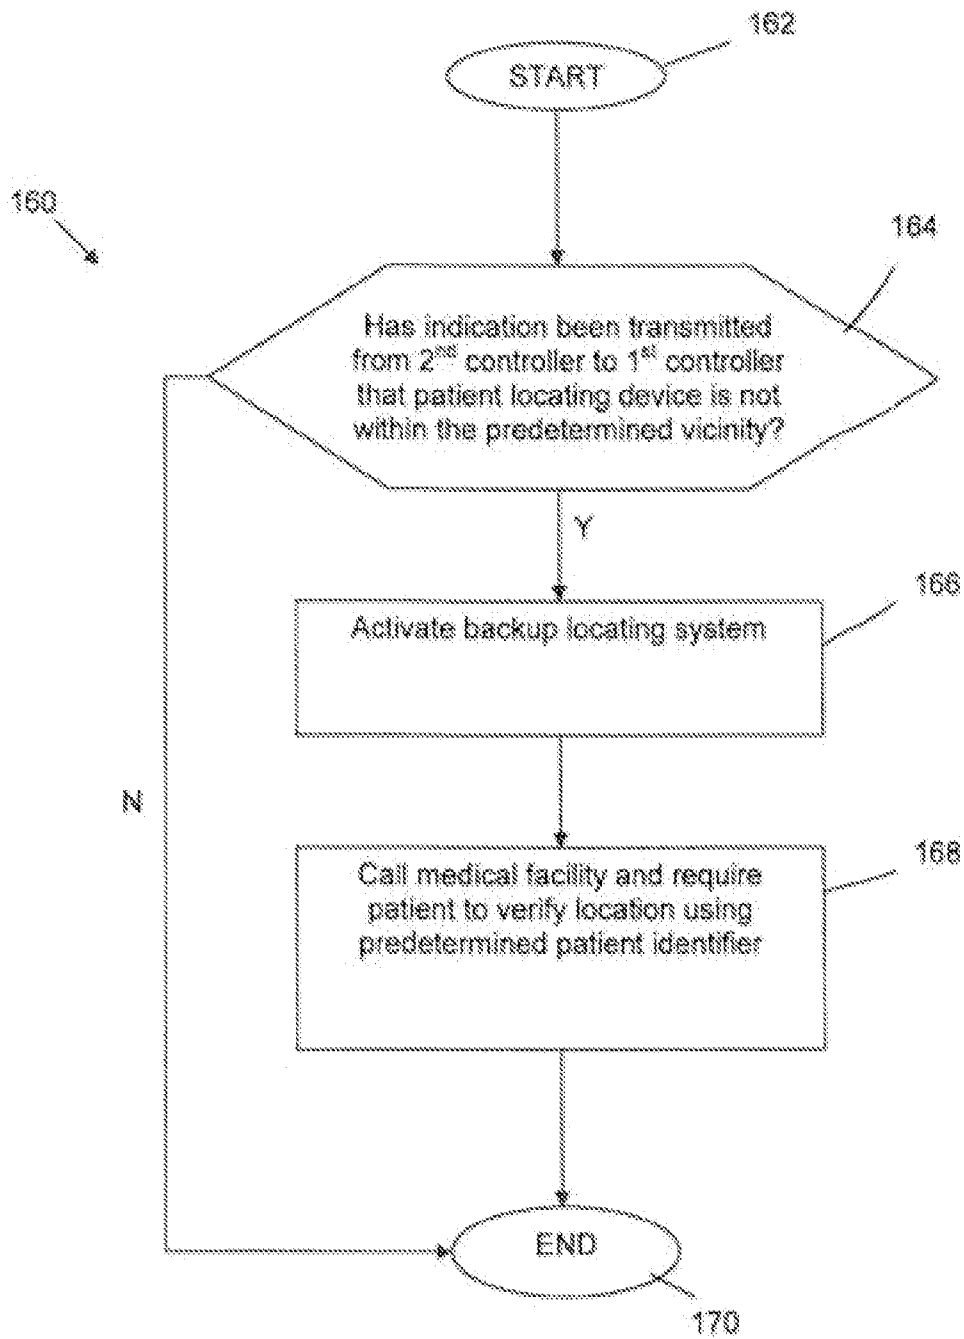 162
START
160
164
Has indication been transmitted
from 2nd controller to 1st controller
that patient locating device is not
within the predetermined vicinity?
Y
166
Activate backup locating system
N
168
Call medical facility and require
patient to verify location using
predetermined patient identifier
END
170